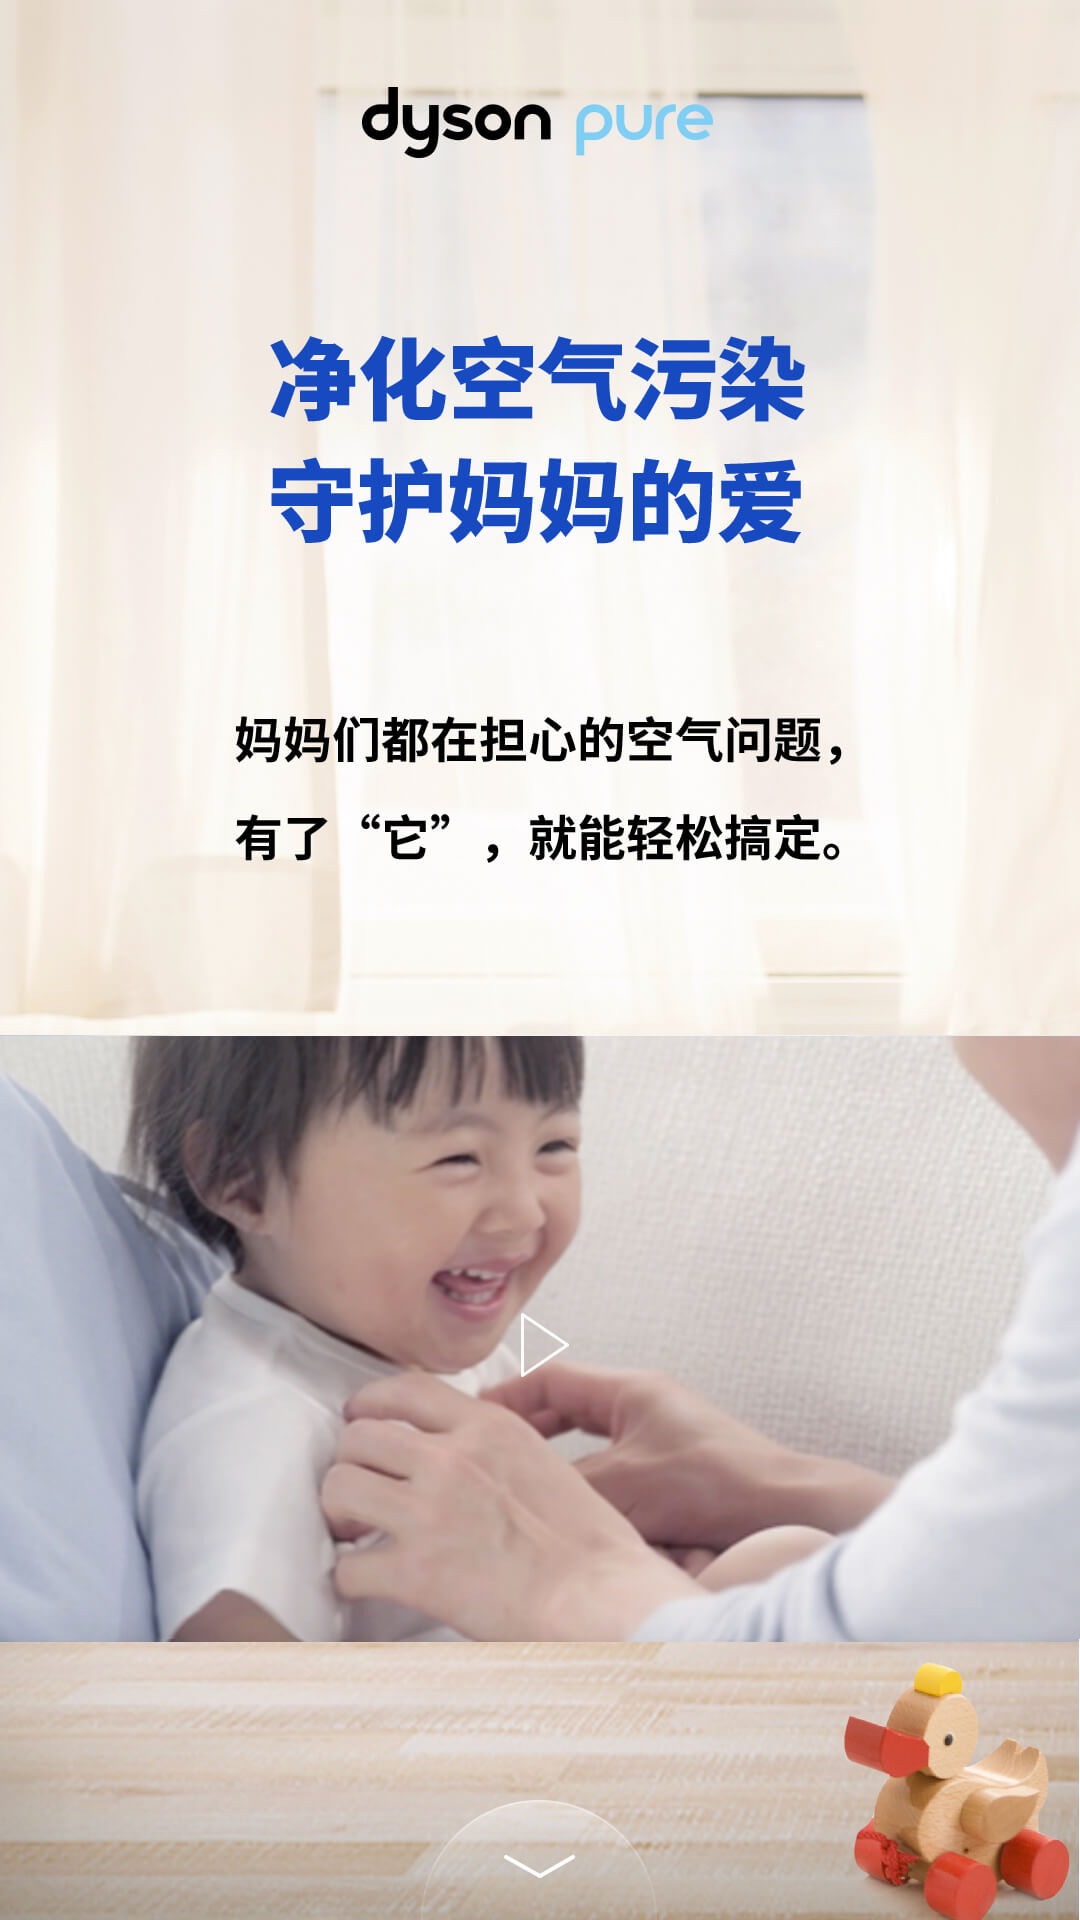 dyson pure
净化空气污染
守护妈妈的爱
妈妈们都在担心的空气问题，
有了“它”，就能轻松搞定。